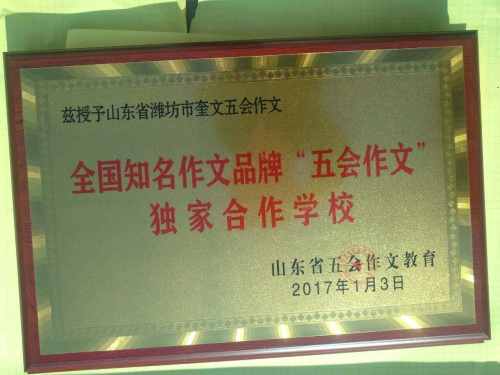 兹授予山东省潍坊市奎文五会作文
全国知名作文品牌“五会作文”
独家合作学校
山东省五会作文教育
2017年1月3日